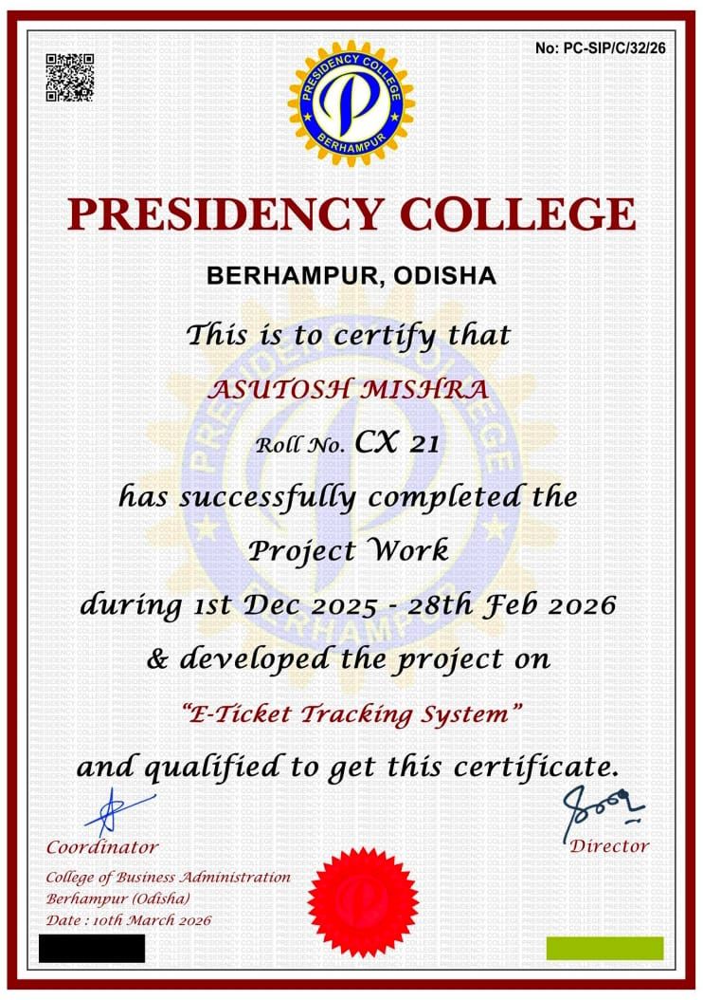 No: PC-SIP/C/32/26
PRESIDENCY COLLEGE
BERHAMPUR
PRESIDENCY COLLEGE
BERHAMPUR, ODISHA
This is to certify that
ASUTOSH MISHRA
Roll No. CX 21
has successfully completed the
Project Work
during 1st Dec 2025 - 28th Feb 2026
& developed the project on
“E-Ticket Tracking System”
and qualified to get this certificate.
Coordinator
Director
College of Business Administration
Berhampur (Odisha)
Date : 10th March 2026